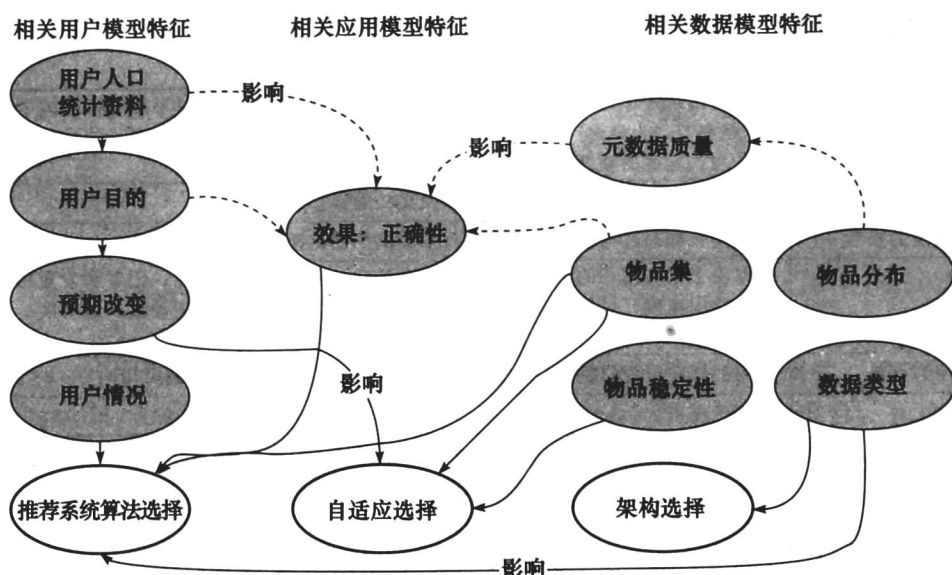 相关用户模型特征
相关应用模型特征
相关数据模型特征
用户人口
统计资料
影响
影响
元数据质量
用户目的
效果：正确性
物品集
物品分布
预期改变
影响
用户情况
物品稳定性
数据类型
推荐系统算法选择
自适应选择
架构选择
影响